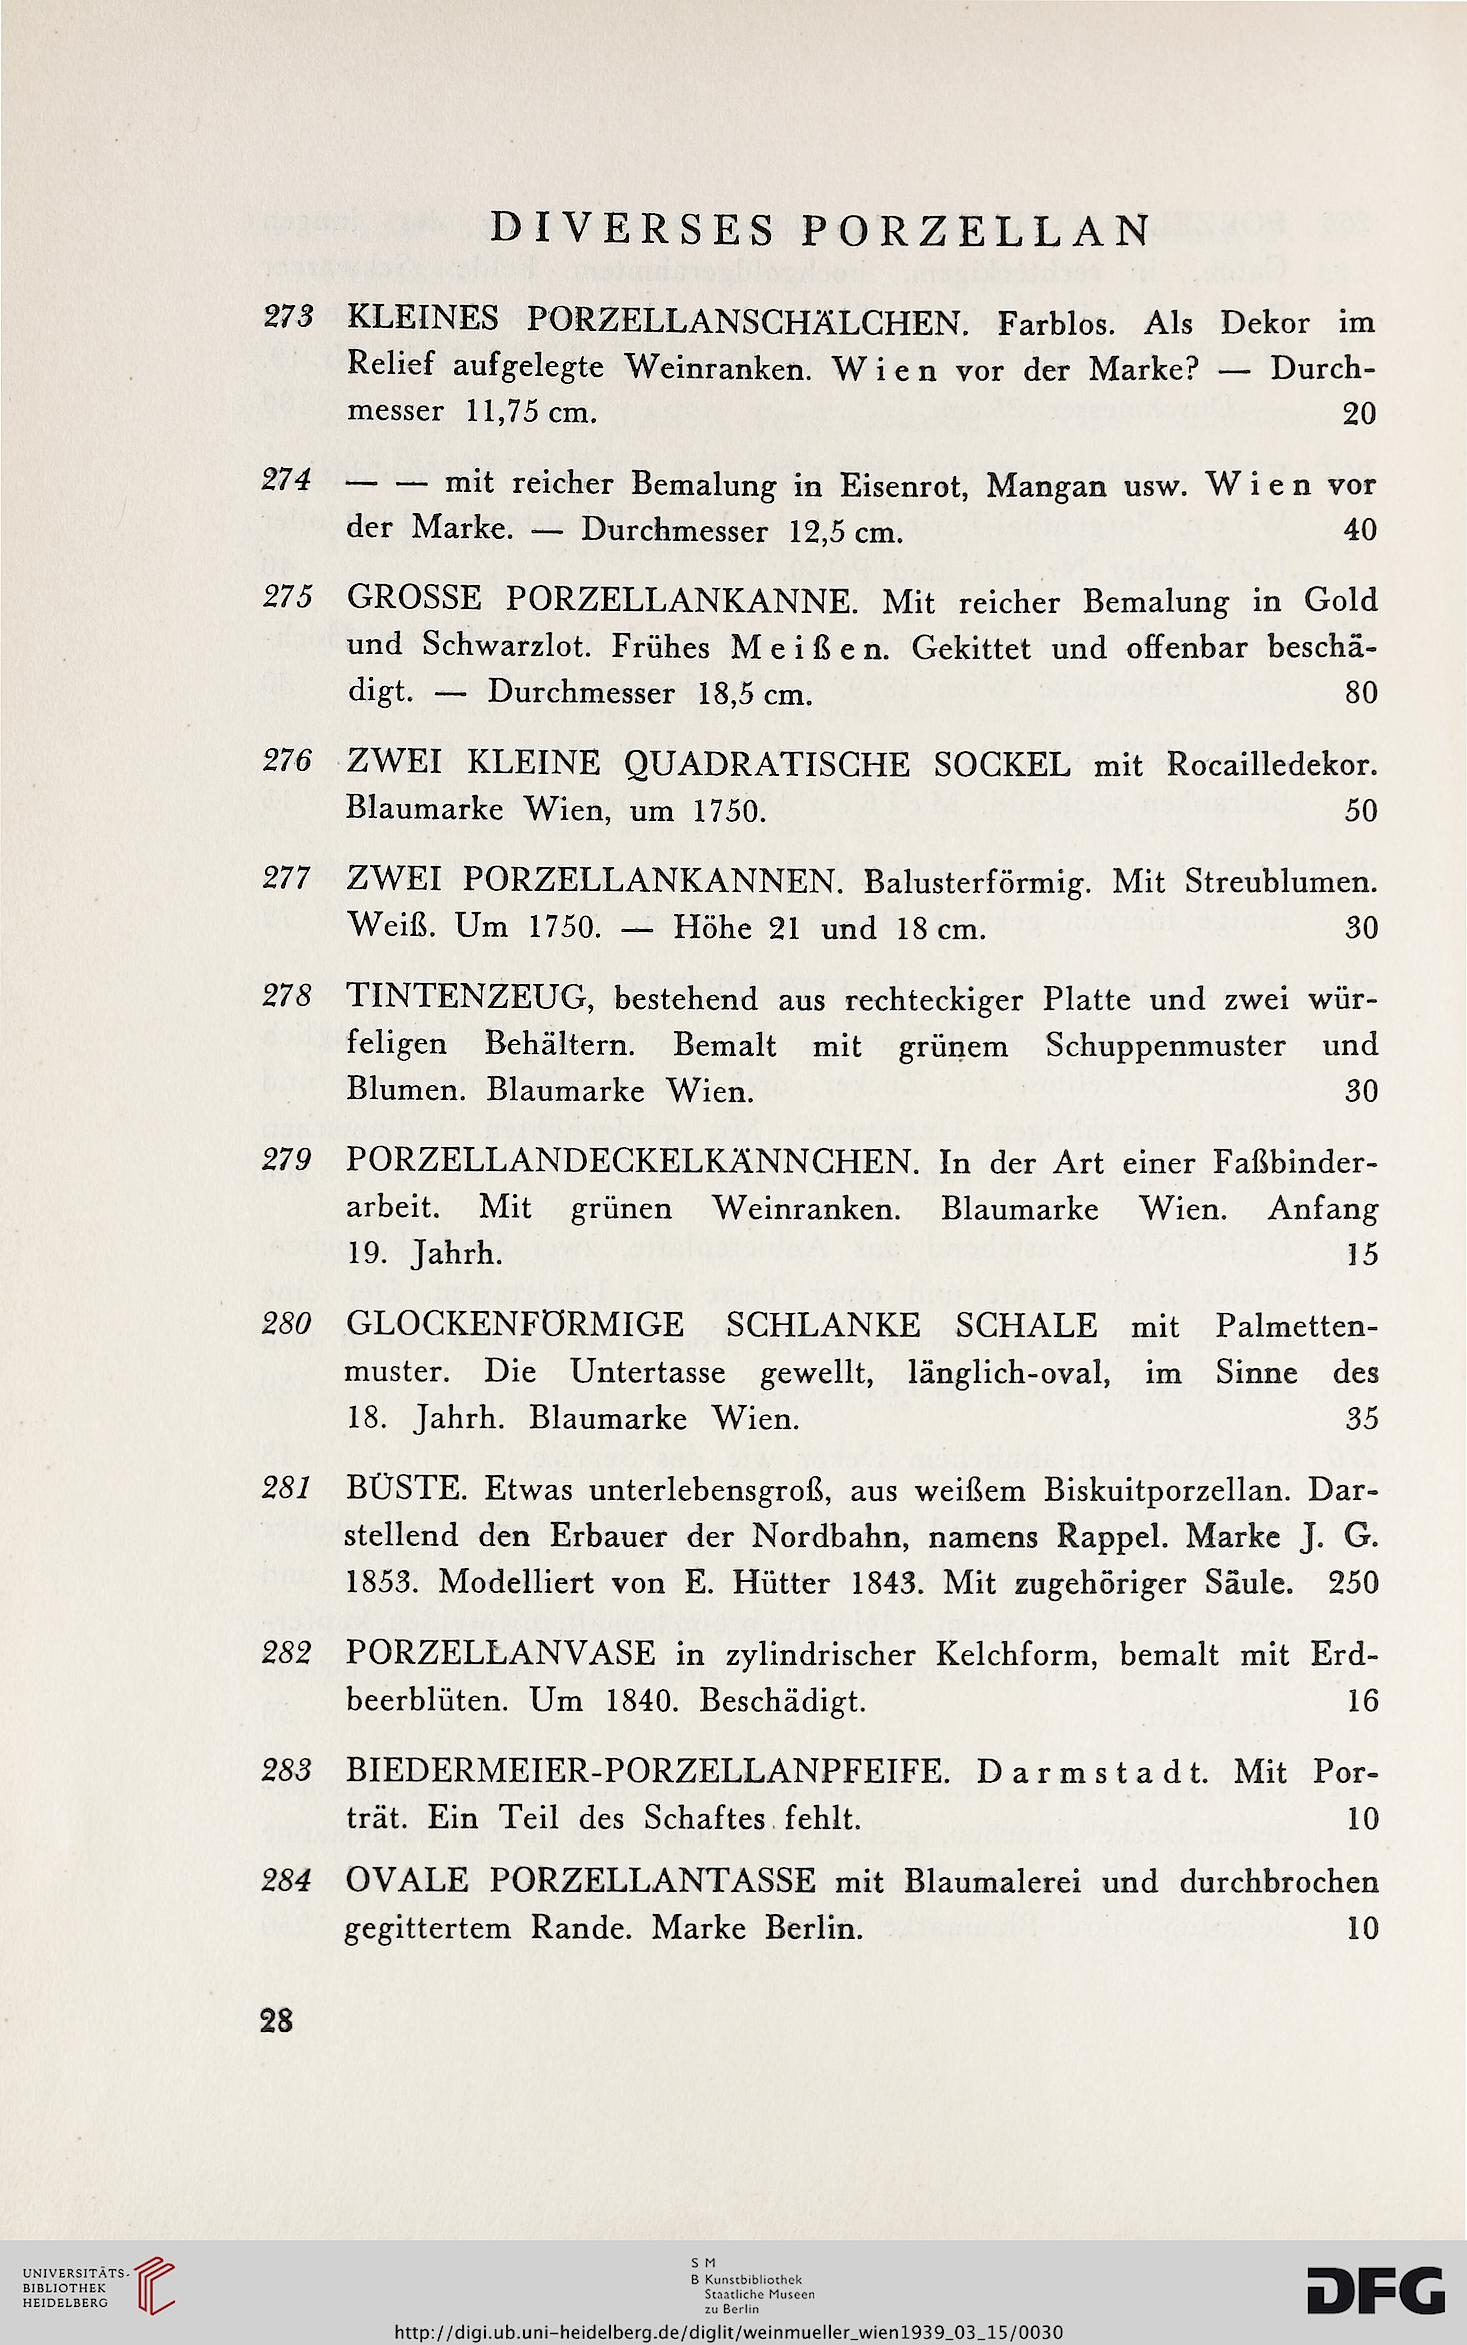 DIVERSES PORZELLAN
273 KLEINES PORZELLANSCHÄLCHEN. Farblos. Als Dekor im
Relief aufgelegte Weinranken. Wien vor der Marke? — Durch-
messer 11,75 cm. 20
274 — — mit reicher Bemalung in Eisenrot, Mangan usw. Wien vor
der Marke. — Durchmesser 12,5 cm. 40
275 GROSSE PORZELLANKANNE. Mit reicher Bemalung in Gold
und Schwarzlot. Frühes Meißen. Gekittet und offenbar beschä-
digt. — Durchmesser 18,5 cm. 80
276 ZWEI KLEINE QUADRATISCHE SOCKEL mit Rocailledekor.
Blaumarke Wien, um 1750. 50
277 ZWEI PORZELLANKANNEN. Balusterförmig. Mit Streublumen.
Weiß. Um 1750. — Höhe 21 und 18 cm. 30
278 TINTENZEUG, bestehend aus rechteckiger Platte und zwei wür-
feligen Behältern. Bemalt mit grünem Schuppenmuster und
Blumen. Blaumarke Wien. 30
279 PORZELLANDECKELKÄNNCHEN. In der Art einer Faßbinder-
arbeit. Mit grünen Weinranken. Blaumarke Wien. Anfang
19. Jahrh. 15
280 GLOCKENFÖRMIGE SCHLANKE SCHALE mit Palmetten-
muster. Die Untertasse gewellt, länglich-oval, im Sinne des
18. Jahrh. Blaumarke Wien. 35
281 BÜSTE. Etwas unterlebensgroß, aus weißem Biskuitporzellan. Dar-
stellend den Erbauer der Nordbahn, namens Rappel. Marke J. G.
1853. Modelliert von E. Hütter 1843. Mit zugehöriger Säule. 250
282 PORZELLANVASE in zylindrischer Kelchform, bemalt mit Erd-
beerblüten. Um 1840. Beschädigt. 16
283 BIEDERMEIER-PORZELLANPFEIFE. Darmstadt. Mit Por-
trät. Ein Teil des Schaftes fehlt. 10
284 OVALE PORZELLANTASSE mit Blaumalerei und durchbrochen
gegittertem Rande. Marke Berlin. 10
28
UNIVERSITÄTS-
BIBLIOTHEK
HEIDELBERG
S M
B Kunstbibliothek
Staatliche Museen
zu Berlin
DFG
http://digi.ub.uni-heidelberg.de/diglit/weinmueller_wien1939_03_15/0030